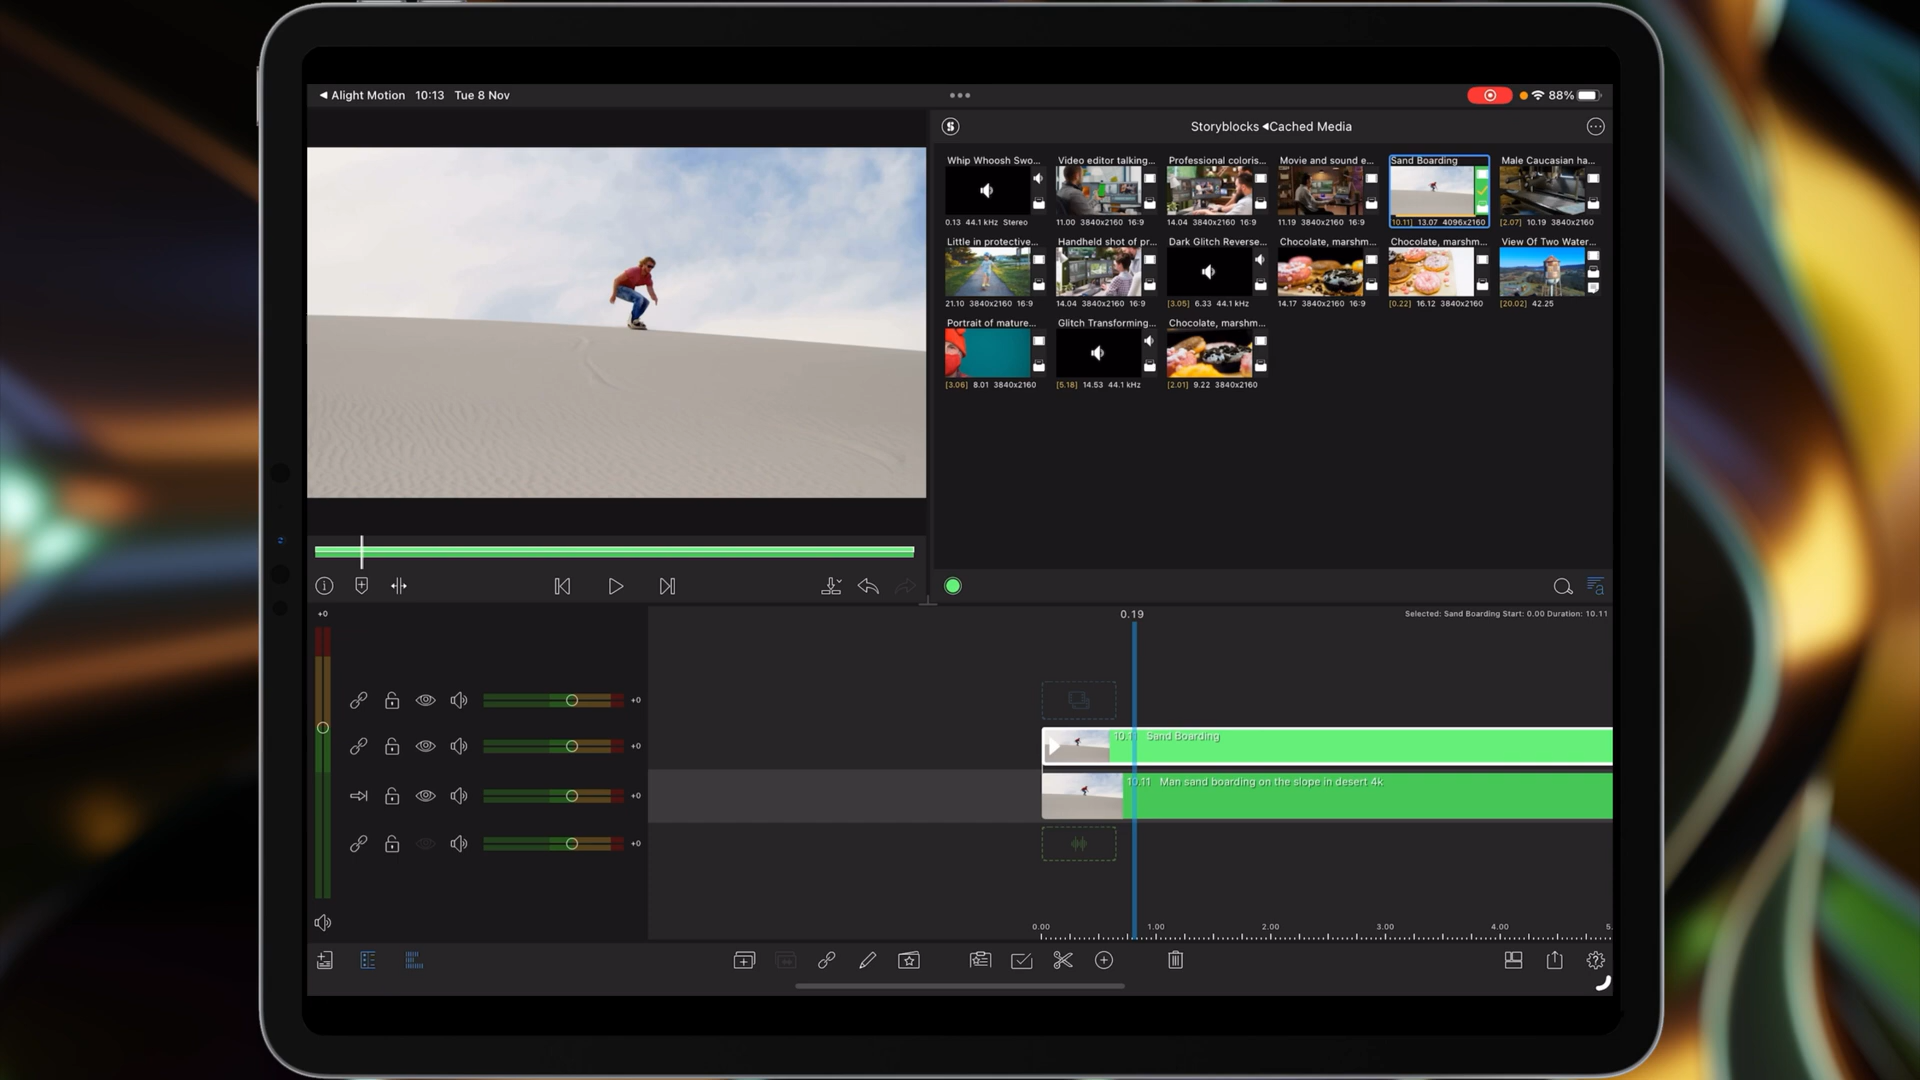 ◀ Alight Motion 10:13 Tue 8 Nov
88%
Storyblocks ◀Cached Media
Whip Whoosh Swo... Video editor talking... Professional coloris... Movie and sound e... Sand Boarding Male Caucasian ha...
0.13 44.1 kHz Stereo 11.00 3840x2160 16:9 14.04 3840x2160 16:9 11.19 3840x2160 16:9 [10.11] 13.07 4096x2160 [2.07] 10.19 3840x2160
Little in protective... Handheld shot of pr... Dark Glitch Reverse... Chocolate, marshm... Chocolate, marshm... View Of Two Water...
21.10 3840x2160 16:9 14.04 3840x2160 16:9 [3.05] 6.33 44.1 kHz 14.17 3840x2160 16:9 [0.22] 16.12 3840x2160 [20.02] 42.25
Portrait of mature... Glitch Transforming... Chocolate, marshm...
[3.06] 8.01 3840x2160 [5.18] 14.53 44.1 kHz [2.01] 9.22 3840x2160
+0
0.19
Selected: Sand Boarding Start: 0.00 Duration: 10.11
+0
+0
10.11 Sand Boarding
+0
10.11 Man sand boarding on the slope in desert 4k
+0
0.00 1.00 2.00 3.00 4.00 5.